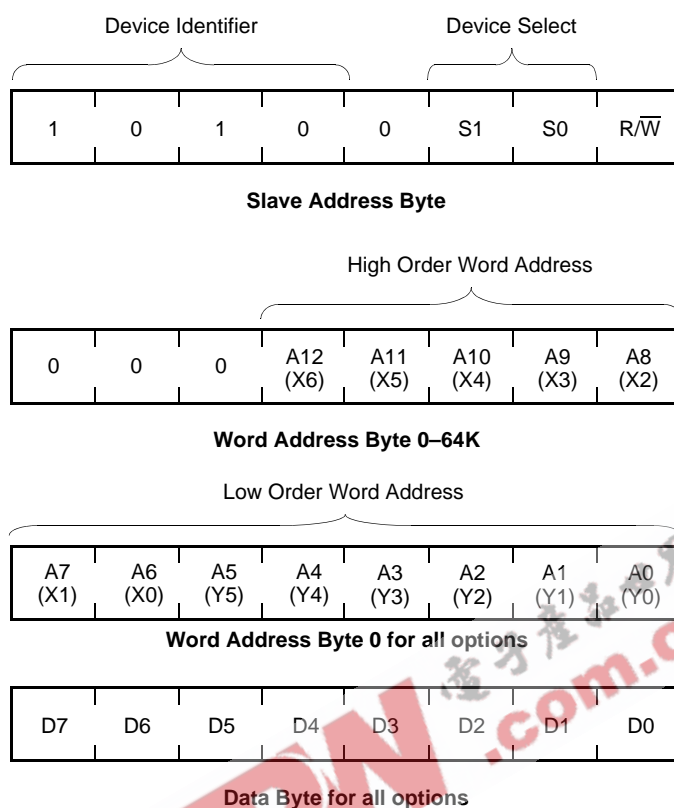 Device Identifier Device Select
1 0 1 0 0 S1 S0 R/W̅
Slave Address Byte
High Order Word Address
0 0 0 A12 A11 A10 A9 A8
(X6) (X5) (X4) (X3) (X2)
Word Address Byte 0–64K
Low Order Word Address
A7 A6 A5 A4 A3 A2 A1 A0
(X1) (X0) (Y5) (Y4) (Y3) (Y2) (Y1) (Y0)
Word Address Byte 0 for all options
D7 D6 D5 D4 D3 D2 D1 D0
Data Byte for all options